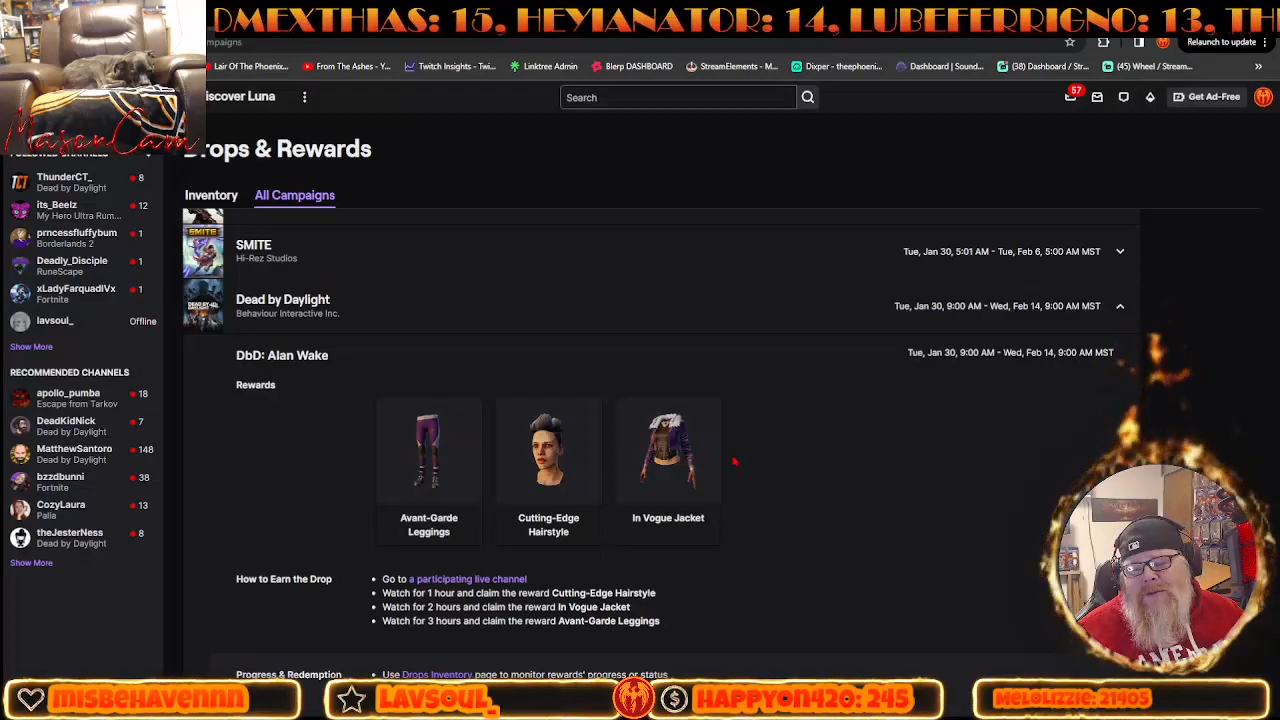 DMEXTHIAS: 15, HEYIANATOR: 14, LUBEFERRIGNO: 13, TH
mpaigns
Relaunch to update
Lair Of The Phoenix...
From The Ashes - Y...
Twitch Insights - Twi...
Linktree Admin
Blerp DASHBOARD
StreamElements - M...
Dixper - theephoeni...
Dashboard | Sound...
(38) Dashboard / Str...
(45) Wheel / Stream...
»
iscover Luna
Search
57
Get Ad-Free
MasonCam
Drops & Rewards
FOLLOWED CHANNELS
ThunderCT_
8
Dead by Daylight
its_Beelz
12
My Hero Ultra Rum...
prncessfluffybum
1
Borderlands 2
Deadly_Disciple
1
RuneScape
xLadyFarquadIVx
1
Fortnite
lavsoul_
Offline
Show More
RECOMMENDED CHANNELS
apollo_pumba
18
Escape from Tarkov
DeadKidNick
7
Dead by Daylight
MatthewSantoro
148
Dead by Daylight
bzzdbunni
38
Fortnite
CozyLaura
13
Palia
theJesterNess
8
Dead by Daylight
Show More
Inventory
All Campaigns
SMITE
SMITE
Hi-Rez Studios
Tue, Jan 30, 5:01 AM - Tue, Feb 6, 5:00 AM MST
DEAD BY DAYLIGHT
Dead by Daylight
Behaviour Interactive Inc.
Tue, Jan 30, 9:00 AM - Wed, Feb 14, 9:00 AM MST
DbD: Alan Wake
Tue, Jan 30, 9:00 AM - Wed, Feb 14, 9:00 AM MST
Rewards
Avant-Garde
Leggings
Cutting-Edge
Hairstyle
In Vogue Jacket
How to Earn the Drop
• Go to a participating live channel
• Watch for 1 hour and claim the reward Cutting-Edge Hairstyle
• Watch for 2 hours and claim the reward In Vogue Jacket
• Watch for 3 hours and claim the reward Avant-Garde Leggings
Progress & Redemption
• Use Drops Inventory page to monitor rewards' progress or status
MISBEHAVENNN
LAVSOUL_
HAPPYON420: 245
MELOLIZZIE: 21405